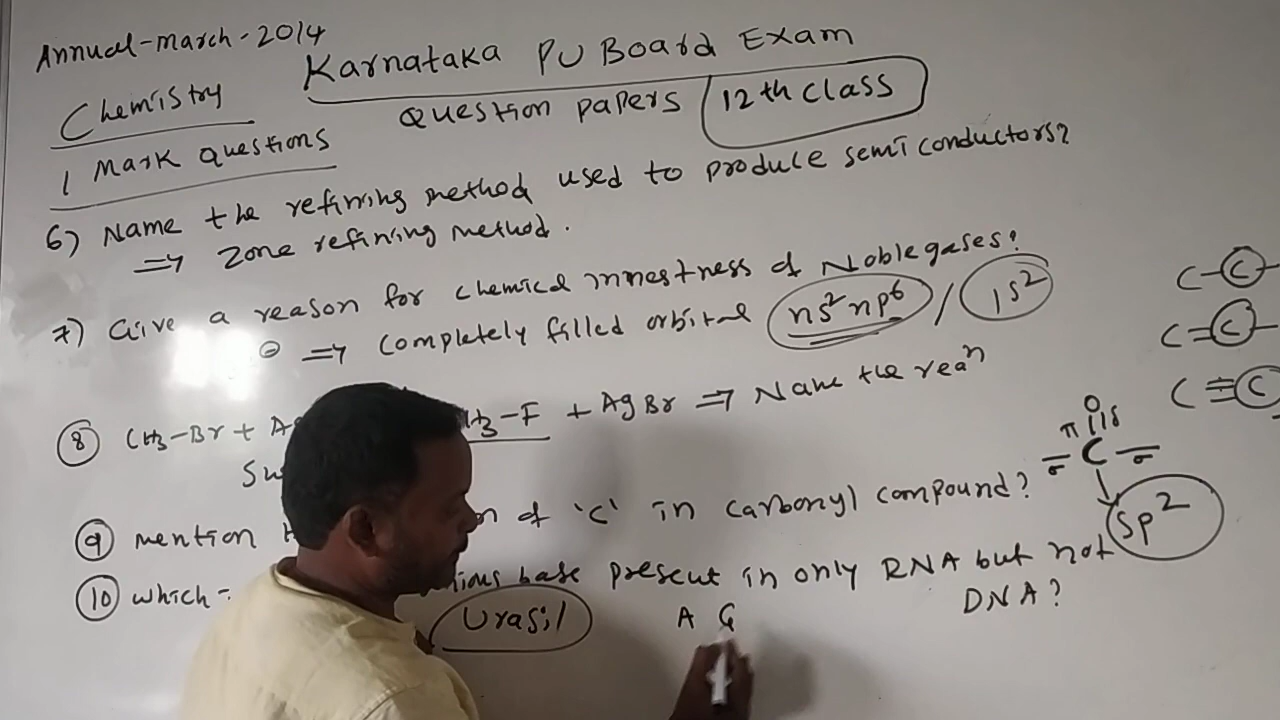 Annual-March-2014
Karnataka PU Board Exam
Chemistry
Question papers 12th class
1 Mark questions
6) Name the refining method used to produce semiconductors?
⇒ Zone refining method.
7) Give a reason for chemical of Noble gases?
⇒ completely filled orbital ns² np⁶ / 1s²
8 CH3-Br + H3-F + AgBr ⇒ Name the reaⁿ
C-C
C=C
C≡C
O
π δ
C
σ σ
9 mention of 'C' in carbonyl compound? sp²
10 which base present in only RNA but not DNA?
Urasil A G